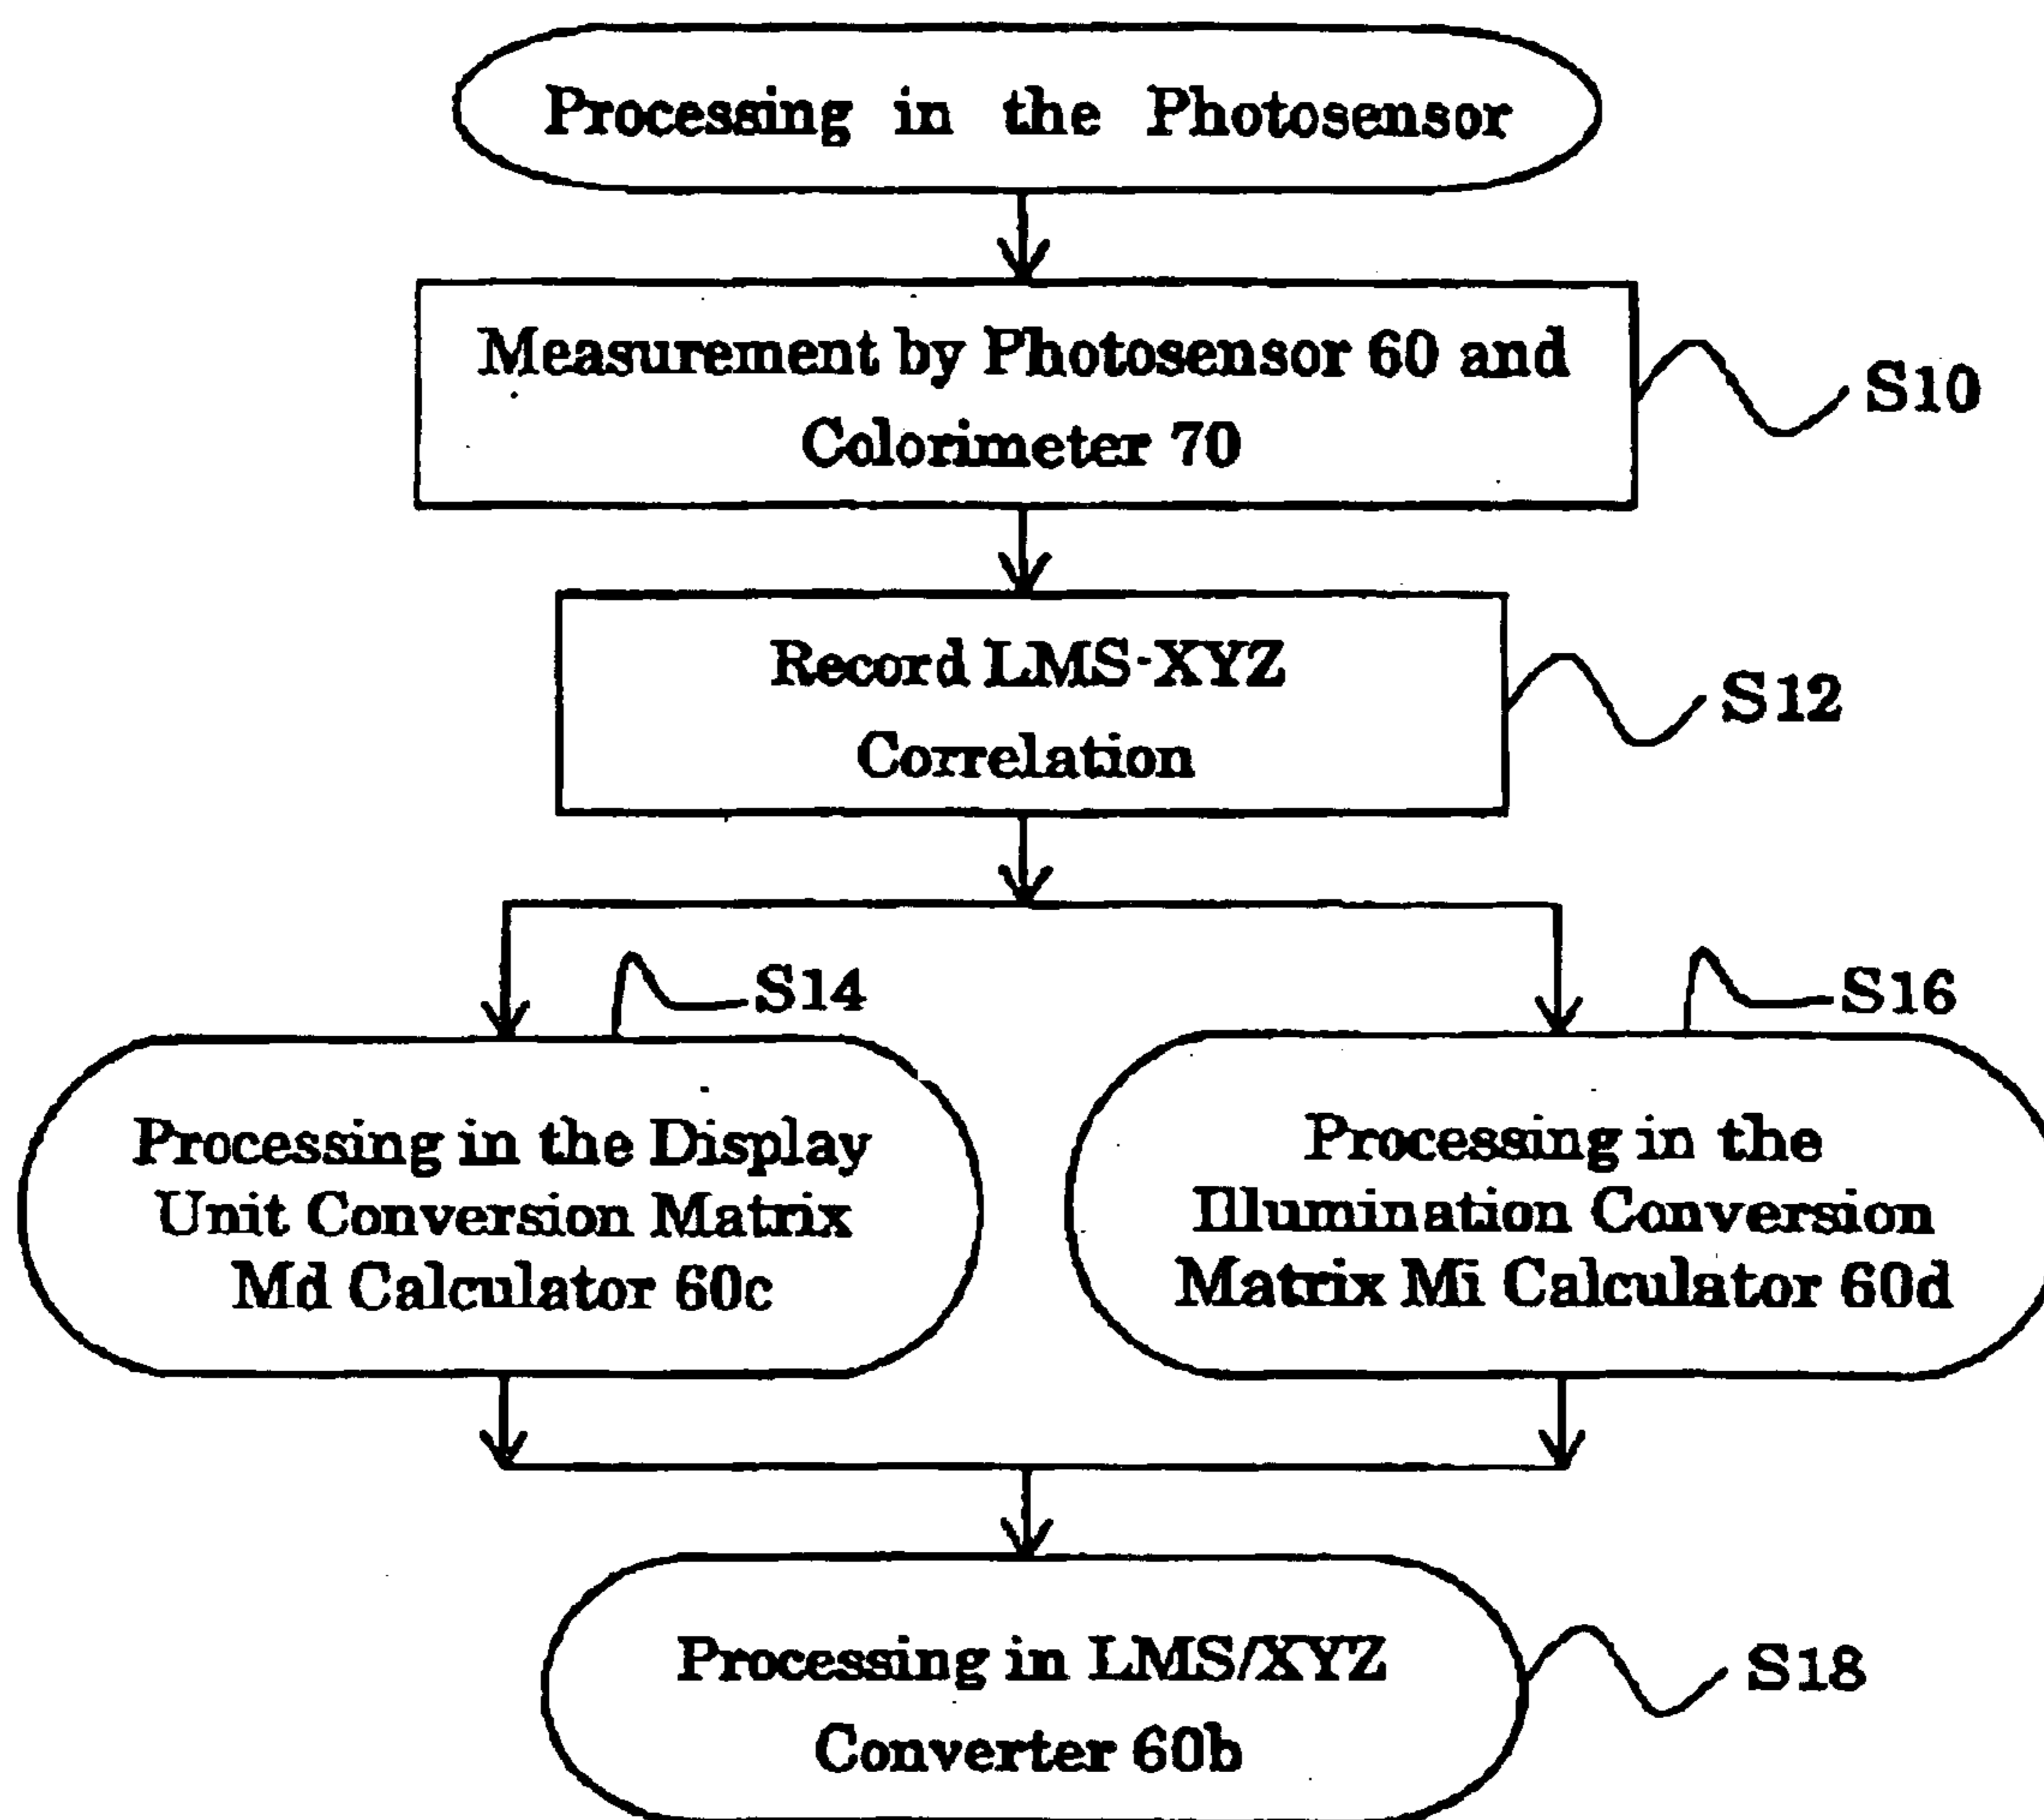 Processing in the Photosensor
Measurement by Photosensor 60 and
Colorimeter 70
S10
Record LMS-XYZ
Correlation
S12
S14
S16
Processing in the Display
Unit Conversion Matrix
Md Calculator 60c
Processing in the
Illumination Conversion
Matrix Mi Calculator 60d
Processing in LMS/XYZ
Converter 60b
S18